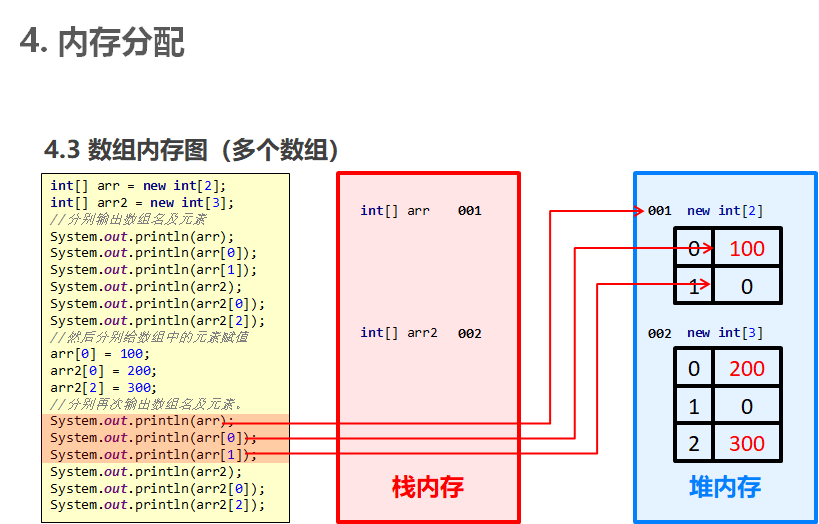 4. 内存分配
4.3 数组内存图（多个数组）
int[] arr = new int[2];
int[] arr2 = new int[3];
//分别输出数组名及元素
System.out.println(arr);
System.out.println(arr[0]);
System.out.println(arr[1]);
System.out.println(arr2);
System.out.println(arr2[0]);
System.out.println(arr2[2]);
//然后分别给数组中的元素赋值
arr[0] = 100;
arr2[0] = 200;
arr2[2] = 300;
//分别再次输出数组名及元素。
System.out.println(arr);
System.out.println(arr[0]);
System.out.println(arr[1]);
System.out.println(arr2);
System.out.println(arr2[0]);
System.out.println(arr2[2]);
int[] arr 001
int[] arr2 002
栈内存
001 new int[2]
0 100
1 0
002 new int[3]
0 200
1 0
2 300
堆内存